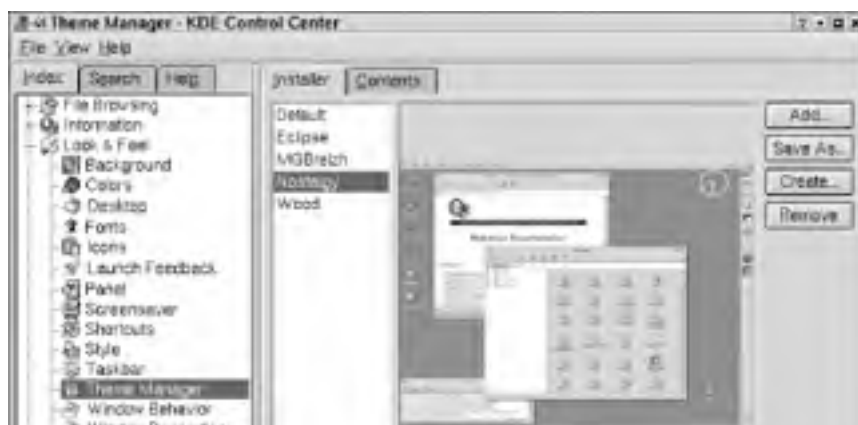 Theme Manager - KDE Control Center
File View Help
Index Search Help
File Browsing
Information
Look & Feel
Background
Colors
Desktop
Fonts
Icons
Launch Feedback
Panel
Screensaver
Shortcuts
Style
Taskbar
Theme Manager
Window Behavior
Installer Contents
Default
Eclipse
MGBreizh
Nostalgy
Wood
Add...
Save As...
Create...
Remove